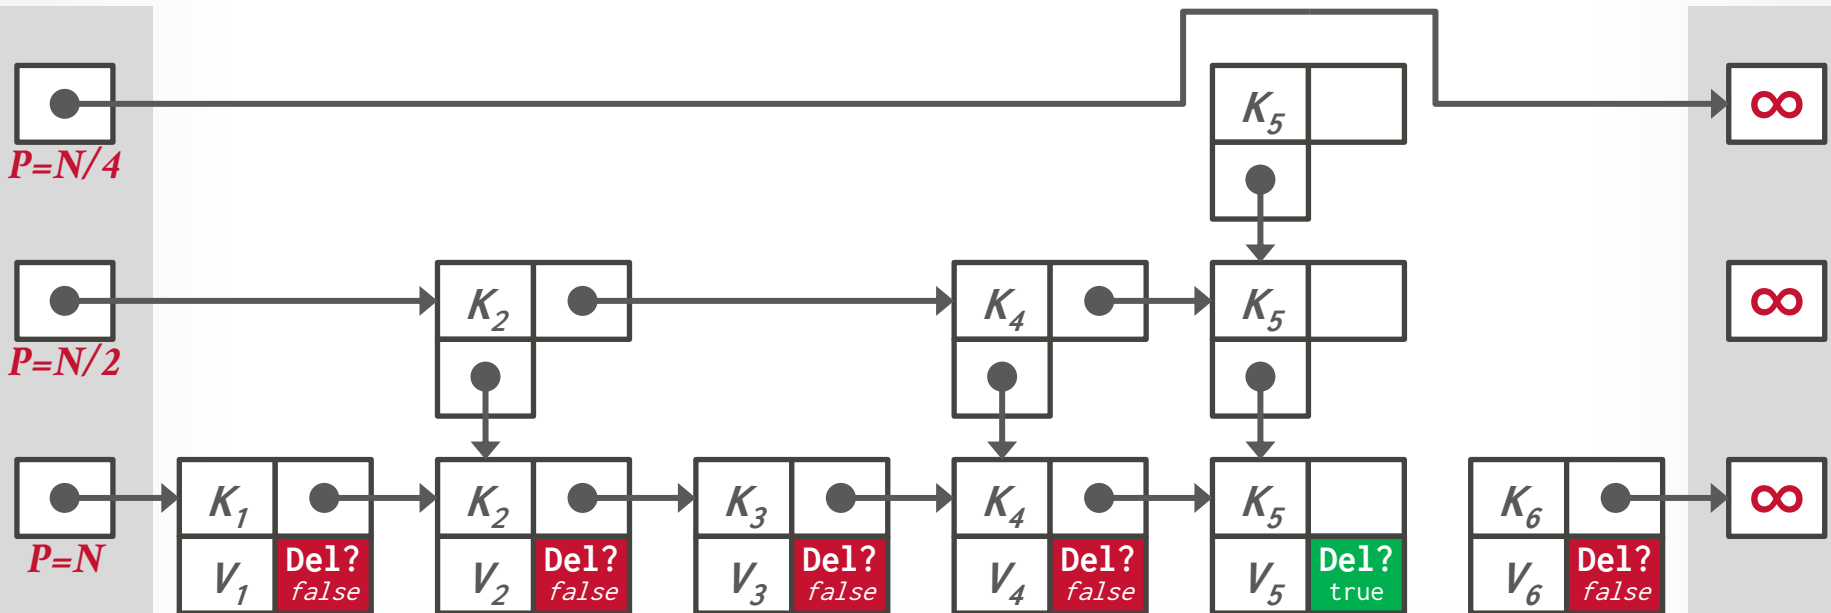 K5 ∞
P=N/4
K2 K4 K5 ∞
P=N/2
K1 K2 K3 K4 K5 K6 ∞
P=N
V1 Del? false V2 Del? false V3 Del? false V4 Del? false V5 Del? true V6 Del? false